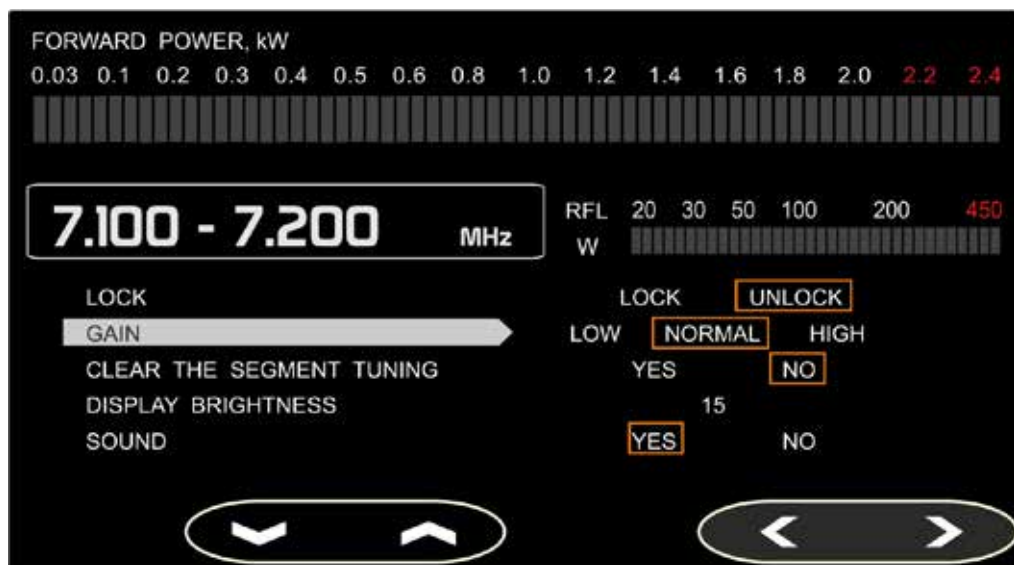 FORWARD POWER, kW
0.03 0.1 0.2 0.3 0.4 0.5 0.6 0.8 1.0 1.2 1.4 1.6 1.8 2.0 2.2 2.4
7.100 - 7.200 MHz
RFL 20 30 50 100 200 450
W
LOCK LOCK UNLOCK
GAIN LOW NORMAL HIGH
CLEAR THE SEGMENT TUNING YES NO
DISPLAY BRIGHTNESS 15
SOUND YES NO